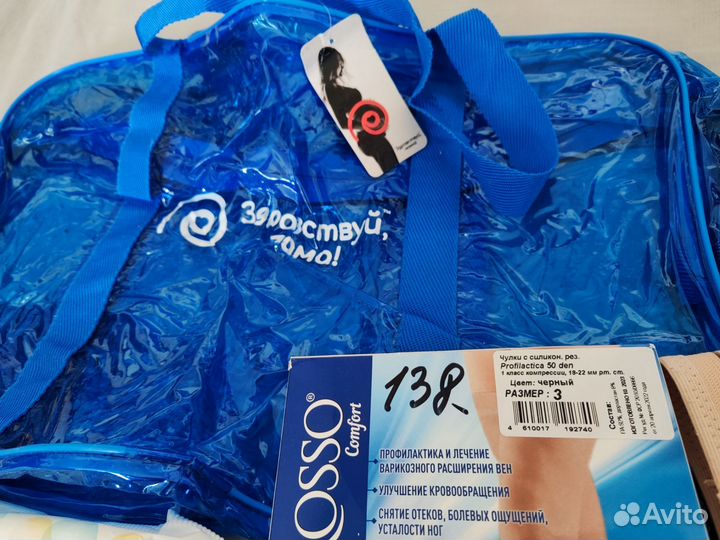 Здравствуй,
мама!
138.
OSSO
Comfort
ПРОФИЛАКТИКА И ЛЕЧЕНИЕ
ВАРИКОЗНОГО РАСШИРЕНИЯ ВЕН
УЛУЧШЕНИЕ КРОВООБРАЩЕНИЯ
СНЯТИЕ ОТЕКОВ, БОЛЕВЫХ ОЩУЩЕНИЙ,
УСТАЛОСТИ НОГ
Чулки с силикон. рез.
Profilactica 50 den
1 класс компрессии, 18-22 мм рт. ст.
Цвет: черный
РАЗМЕР : 3
4 610017 192740
Состав:
Avito